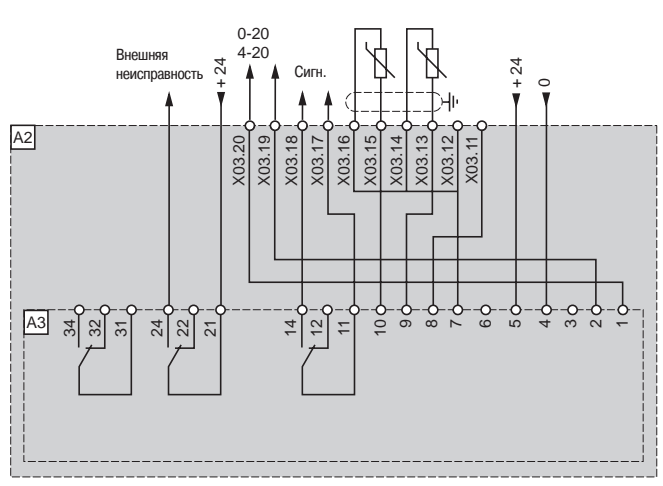 0-20
4-20
Внешняя
неисправность
+ 24
Сигн.
+ 24
0
A2
X03.20
X03.19
X03.18
X03.17
X03.16
X03.15
X03.14
X03.13
X03.12
X03.11
A3
34
32
31
24
22
21
14
12
11
10
9
8
7
6
5
4
3
2
1